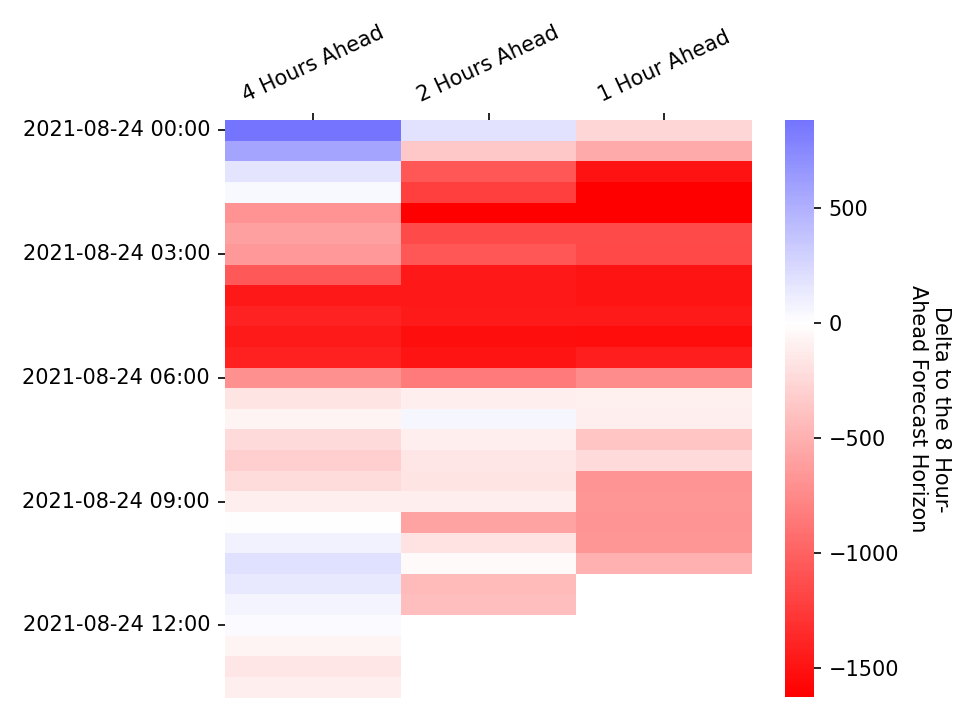 4 Hours Ahead
2 Hours Ahead
1 Hour Ahead
2021-08-24 00:00
2021-08-24 03:00
2021-08-24 06:00
2021-08-24 09:00
2021-08-24 12:00
500
0
−500
−1000
−1500
Delta to the 8 Hour-
Ahead Forecast Horizon